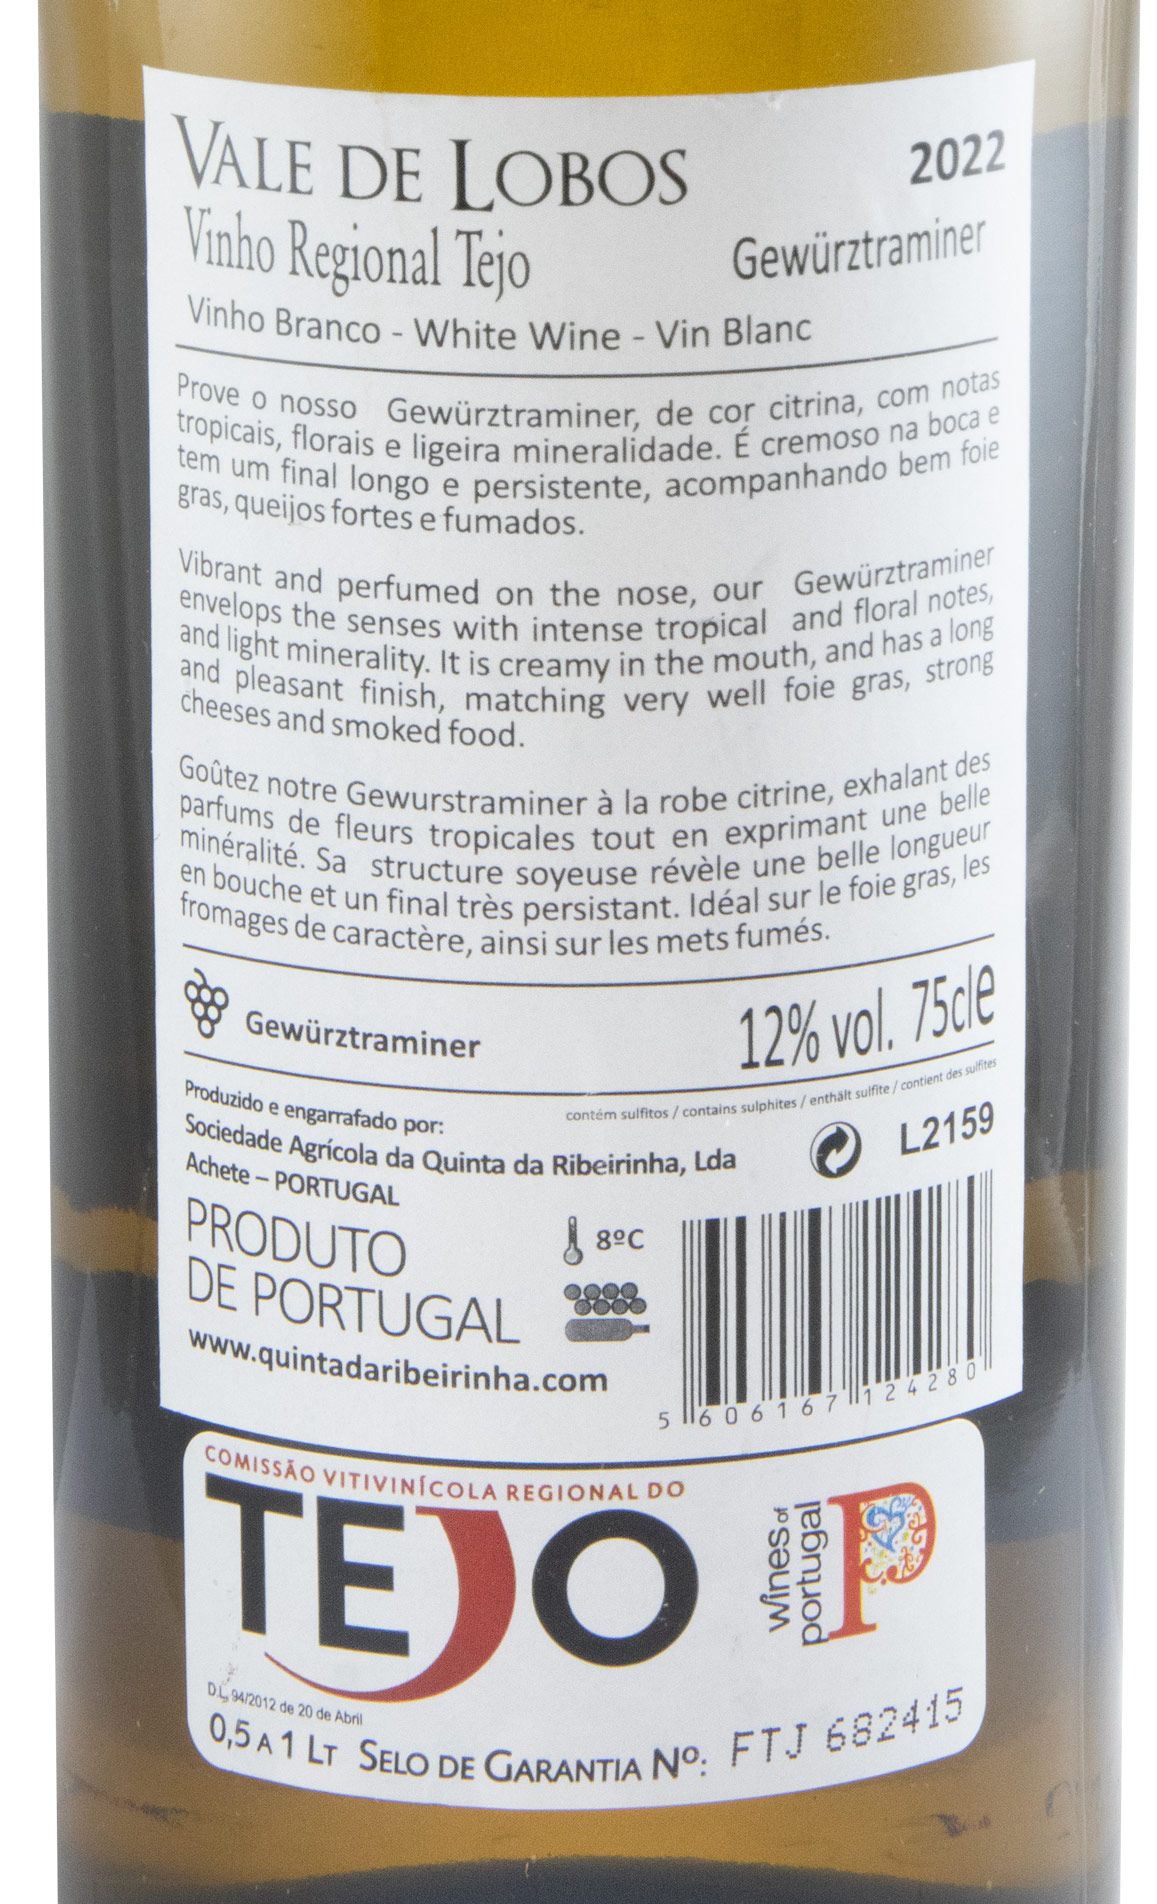 VALE DE LOBOS 2022
Vinho Regional Tejo Gewürztraminer
Vinho Branco - White Wine - Vin Blanc
Prove o nosso Gewürztraminer, de cor citrina, com notas
tropicais, florais e ligeira mineralidade. É cremoso na boca e
tem um final longo e persistente, acompanhando bem foie
gras, queijos fortes e fumados.
Vibrant and perfumed on the nose, our Gewürztraminer
envelops the senses with intense tropical and floral notes,
and light minerality. It is creamy in the mouth, and has a long
and pleasant finish, matching very well foie gras, strong
cheeses and smoked food.
Goûtez notre Gewurstraminer à la robe citrine, exhalant des
parfums de fleurs tropicales tout en exprimant une belle
minéralité. Sa structure soyeuse révèle une belle longueur
en bouche et un final très persistant. Idéal sur le foie gras, les
fromages de caractère, ainsi sur les mets fumés.
Gewürztraminer 12% vol. 75cle
contém sulfitos / contains sulphites / enthält sulfite / contient des sulfites
Produzido e engarrafado por:
Sociedade Agrícola da Quinta da Ribeirinha, Lda
Achete – PORTUGAL
L2159
PRODUTO
DE PORTUGAL
8ºC
www.quintadaribeirinha.com
5 606167 124280
COMISSÃO VITIVINÍCOLA REGIONAL DO
TEJO
wines of
portugal
P
D.L. 94/2012 de 20 de Abril
0,5 A 1 LT SELO DE GARANTIA Nº: FTJ 682415